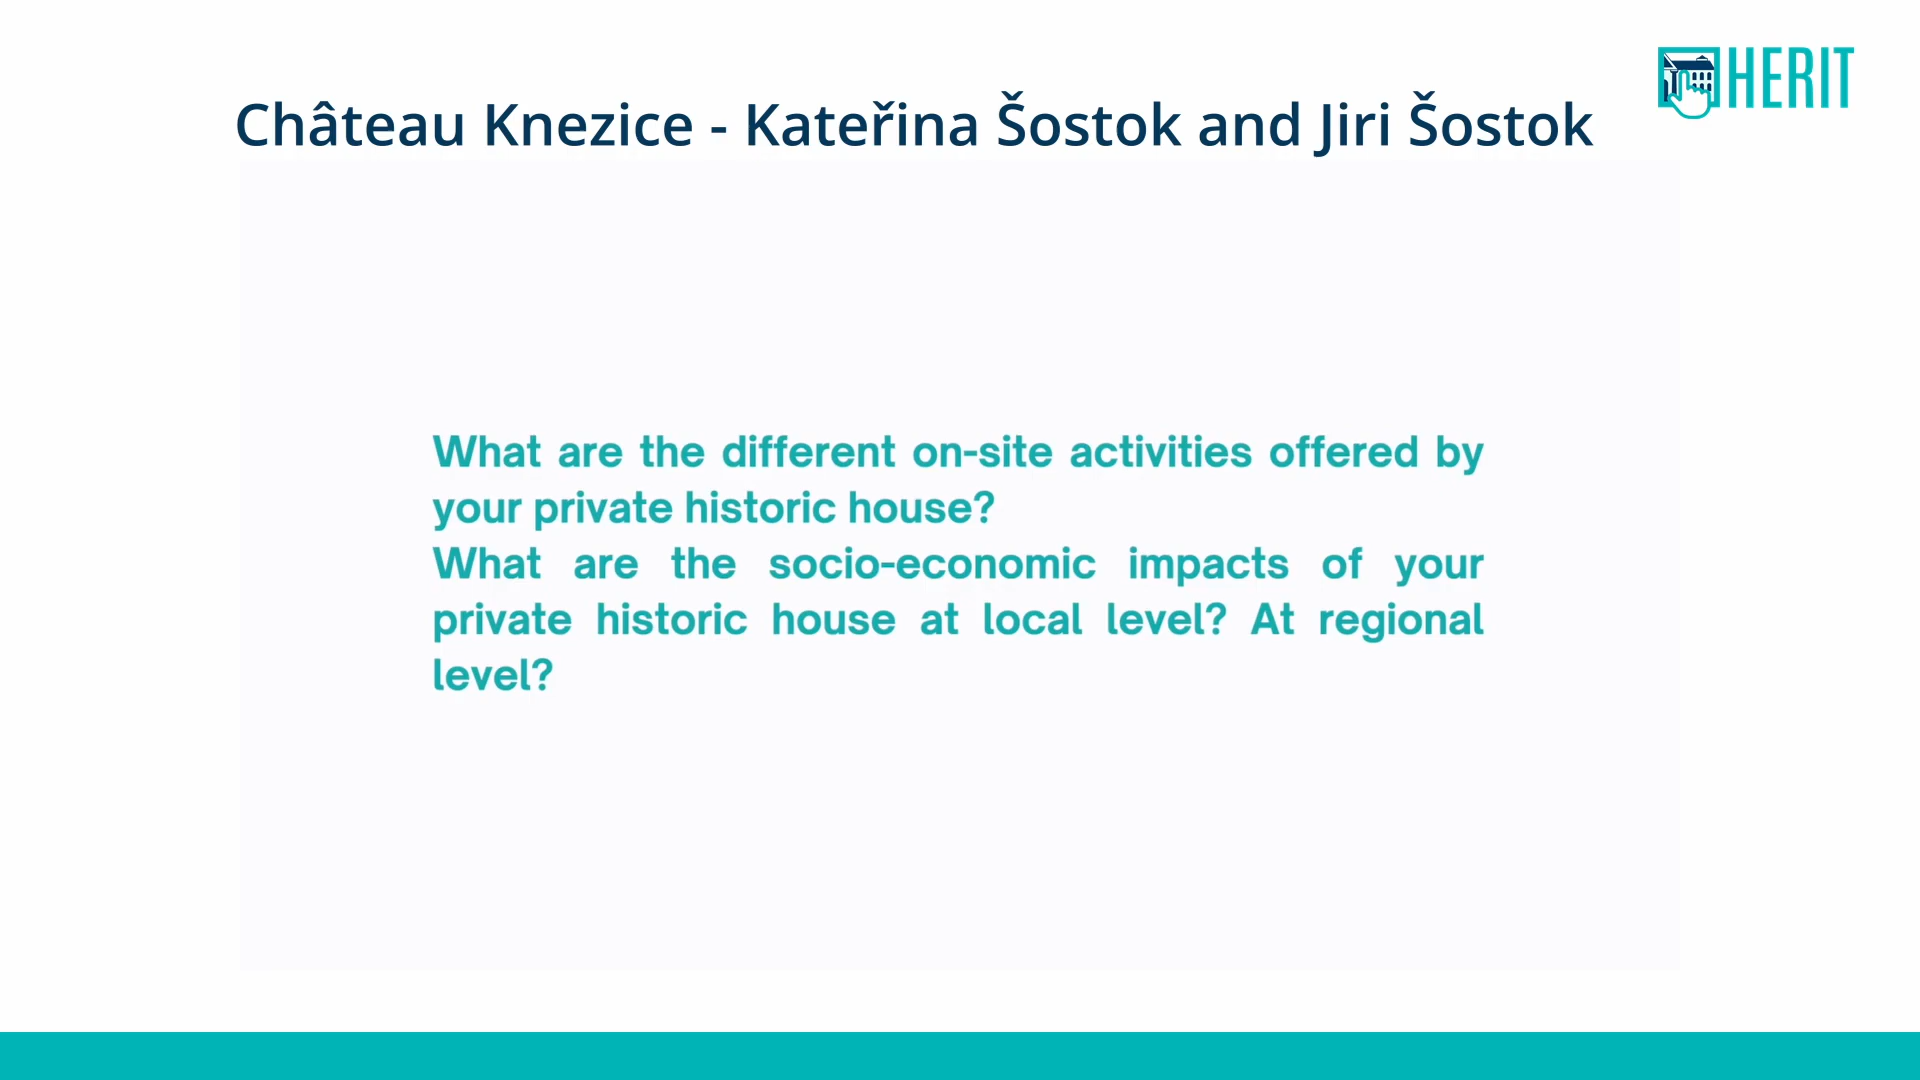 HERIT
Château Knezice - Kateřina Šostok and Jiri Šostok
What are the different on-site activities offered by
your private historic house?
What are the socio-economic impacts of your
private historic house at local level? At regional
level?